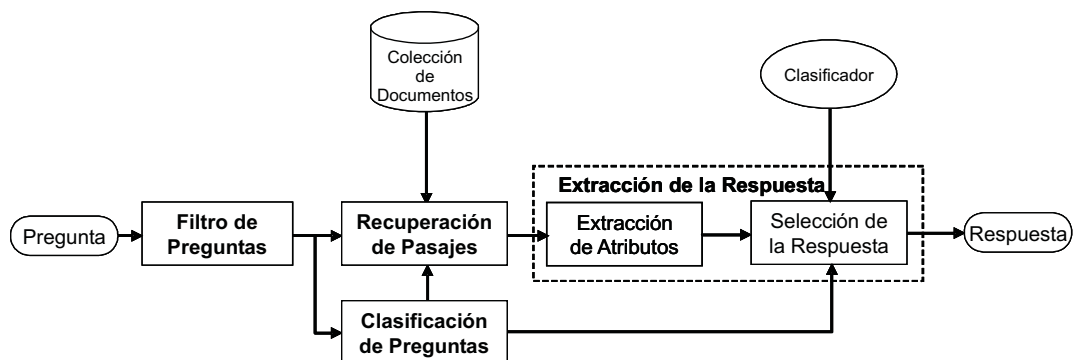 Colección
de
Documentos
Clasificador
Extracción de la Respuesta
Pregunta
Filtro de
Preguntas
Recuperación
de Pasajes
Extracción
de Atributos
Selección de
la Respuesta
Respuesta
Clasificación
de Preguntas